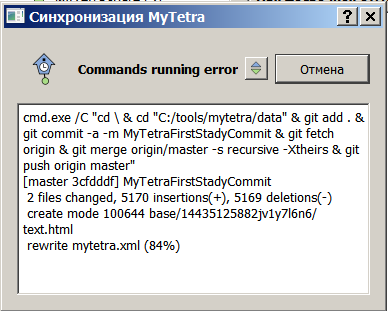 Синхронизация MyTetra
Commands running error
Отмена
cmd.exe /C "cd \ & cd "C:/tools/mytetra/data" & git add . &
git commit -a -m MyTetraFirstStadyCommit & git fetch
origin & git merge origin/master -s recursive -Xtheirs & git
push origin master"
[master 3cfdddf] MyTetraFirstStadyCommit
2 files changed, 5170 insertions(+), 5169 deletions(-)
create mode 100644 base/14435125882jv1y7l6n6/
text.html
rewrite mytetra.xml (84%)